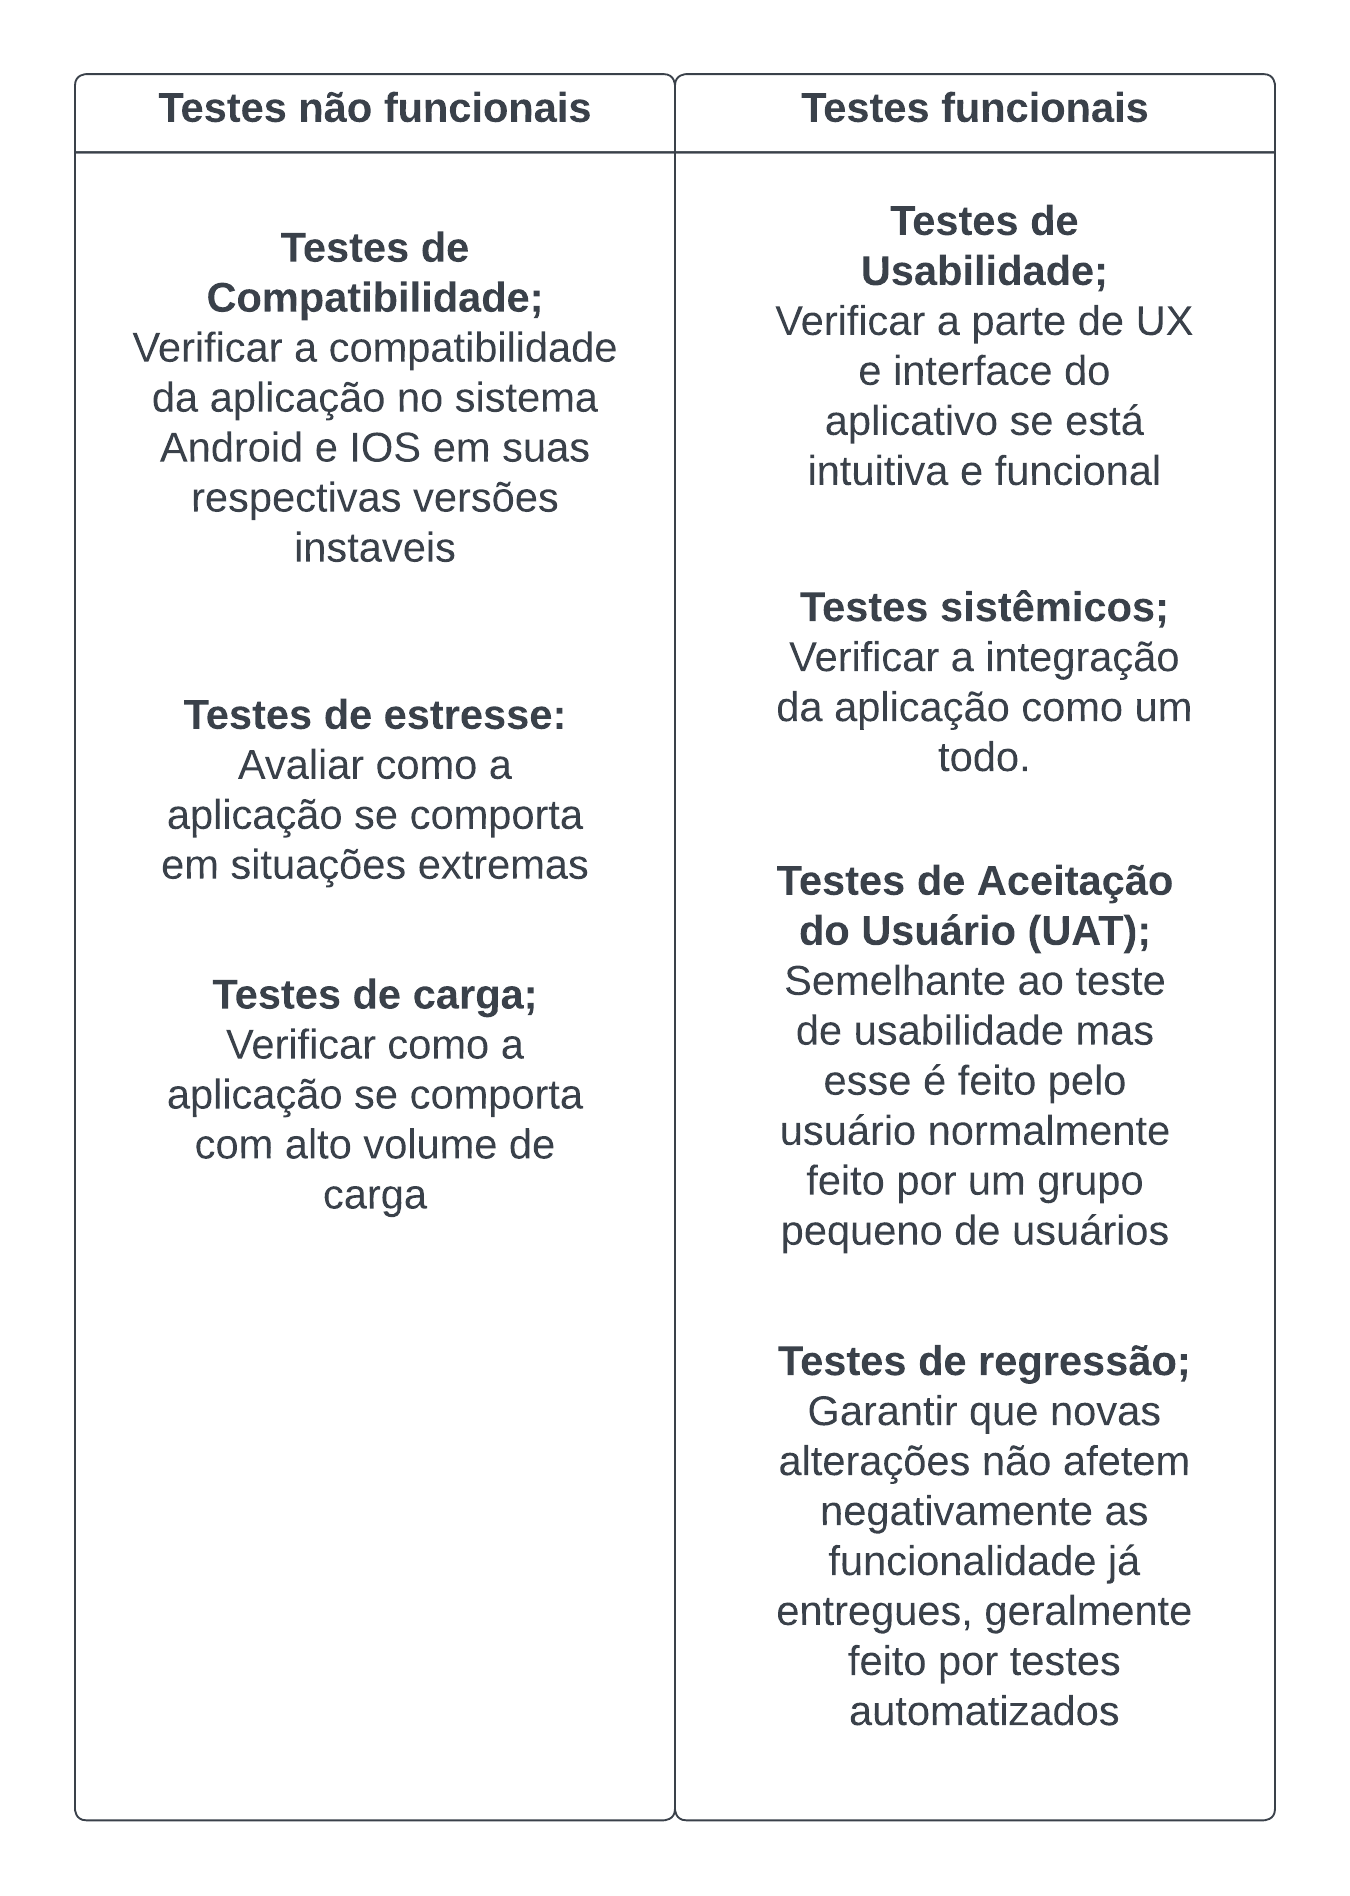 Testes não funcionais
Testes de
Compatibilidade;
Verificar a compatibilidade
da aplicação no sistema
Android e IOS em suas
respectivas versões
instaveis
Testes de estresse:
Avaliar como a
aplicação se comporta
em situações extremas
Testes de carga;
Verificar como a
aplicação se comporta
com alto volume de
carga
Testes funcionais
Testes de
Usabilidade;
Verificar a parte de UX
e interface do
aplicativo se está
intuitiva e funcional
Testes sistêmicos;
Verificar a integração
da aplicação como um
todo.
Testes de Aceitação
do Usuário (UAT);
Semelhante ao teste
de usabilidade mas
esse é feito pelo
usuário normalmente
feito por um grupo
pequeno de usuários
Testes de regressão;
Garantir que novas
alterações não afetem
negativamente as
funcionalidade já
entregues, geralmente
feito por testes
automatizados